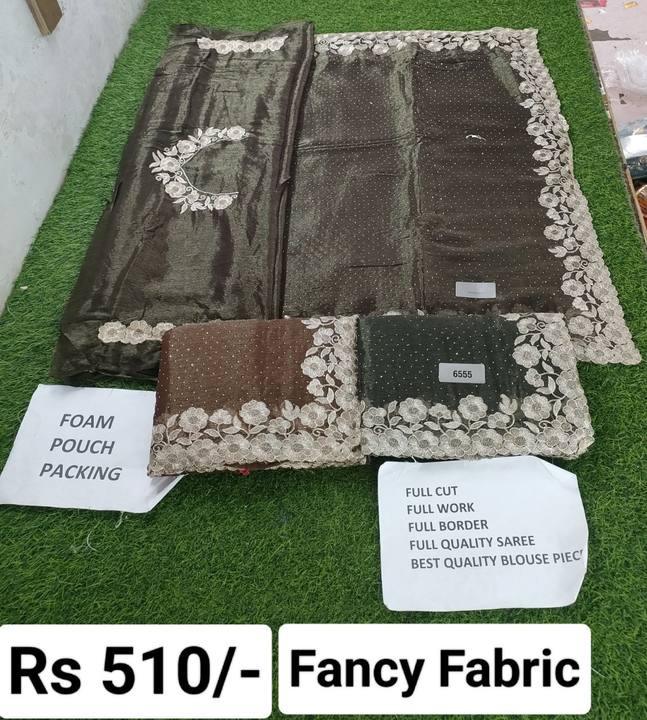 6555
FOAM
POUCH
PACKING
FULL CUT
FULL WORK
FULL BORDER
FULL QUALITY SAREE
BEST QUALITY BLOUSE PIEC
Rs 510/-
Fancy Fabric